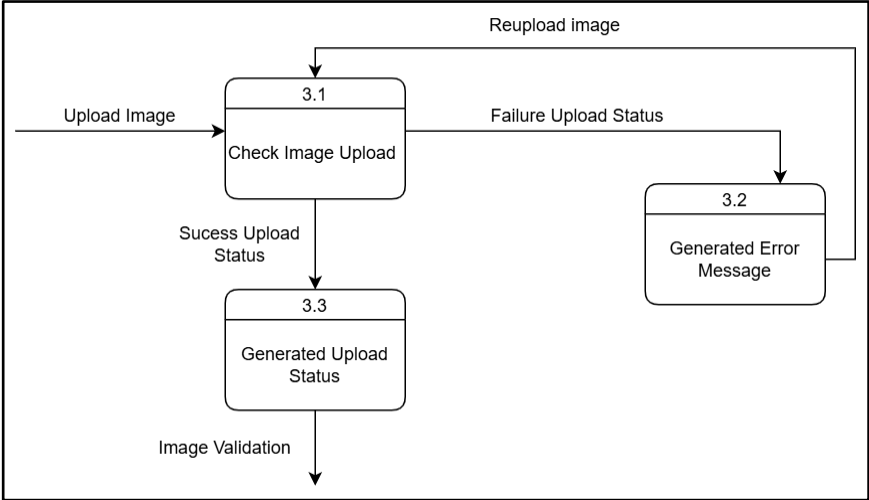 Reupload image
3.1
Upload Image
Failure Upload Status
Check Image Upload
3.2
Sucess Upload
Status
Generated Error
Message
3.3
Generated Upload
Status
Image Validation